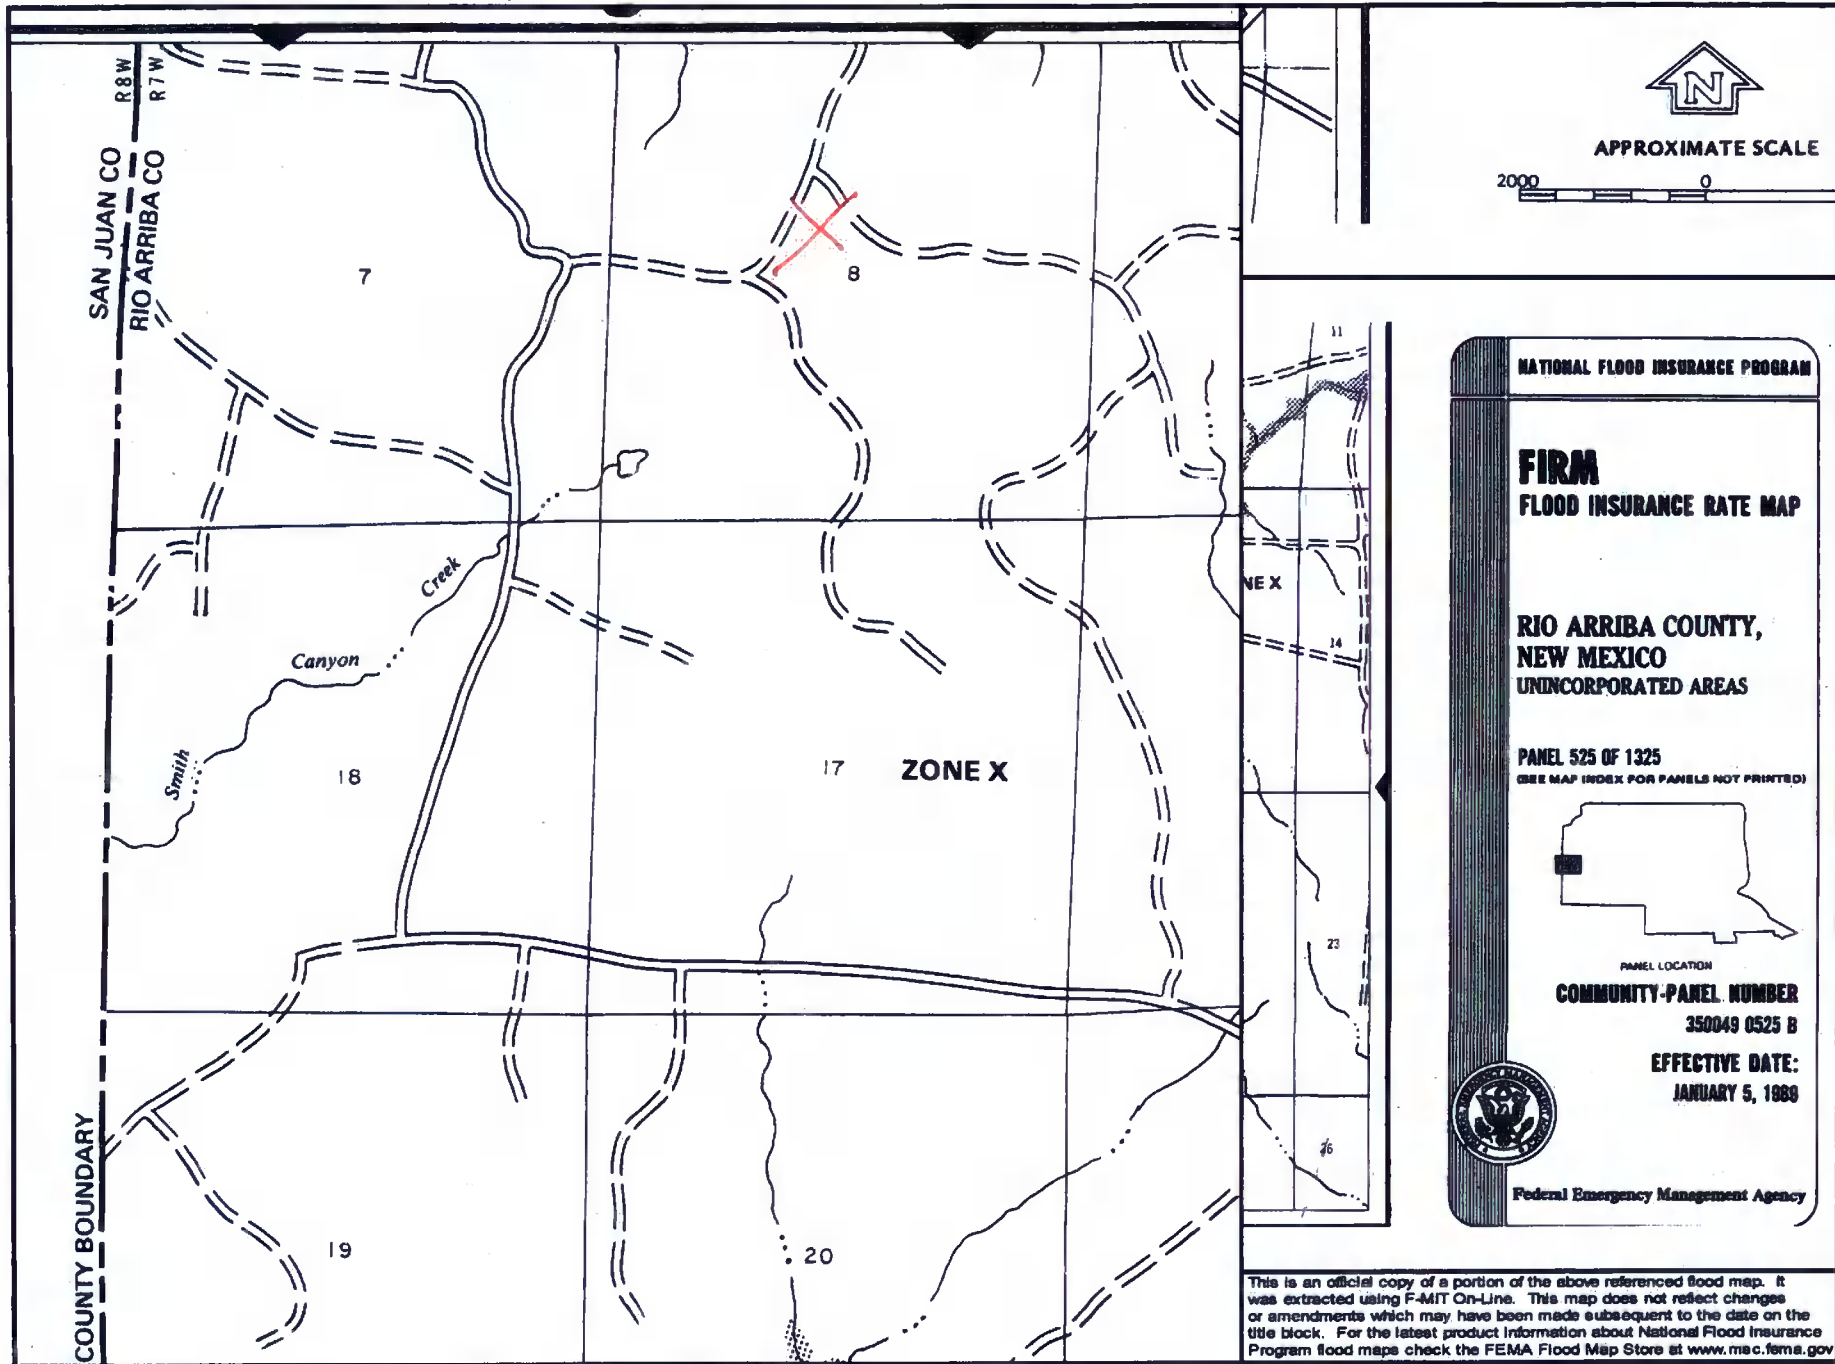 R8W
R7W
SAN JUAN CO
RIO ARRIBA CO
7
8
Creek
Canyon
Smith
18
17
ZONE X
19
20
COUNTY BOUNDARY
N
APPROXIMATE SCALE
2000 0
11
NE X
14
23
NATIONAL FLOOD INSURANCE PROGRAM
FIRM
FLOOD INSURANCE RATE MAP
RIO ARRIBA COUNTY,
NEW MEXICO
UNINCORPORATED AREAS
PANEL 525 OF 1325
(SEE MAP INDEX FOR PANELS NOT PRINTED)
PANEL LOCATION
COMMUNITY-PANEL NUMBER
350049 0525 B
EFFECTIVE DATE:
JANUARY 5, 1989
Federal Emergency Management Agency
This is an official copy of a portion of the above referenced flood map. It
was extracted using F-MIT On-Line. This map does not reflect changes
or amendments which may have been made subsequent to the date on the
title block. For the latest product information about National Flood Insurance
Program flood maps check the FEMA Flood Map Store at www.msc.fema.gov